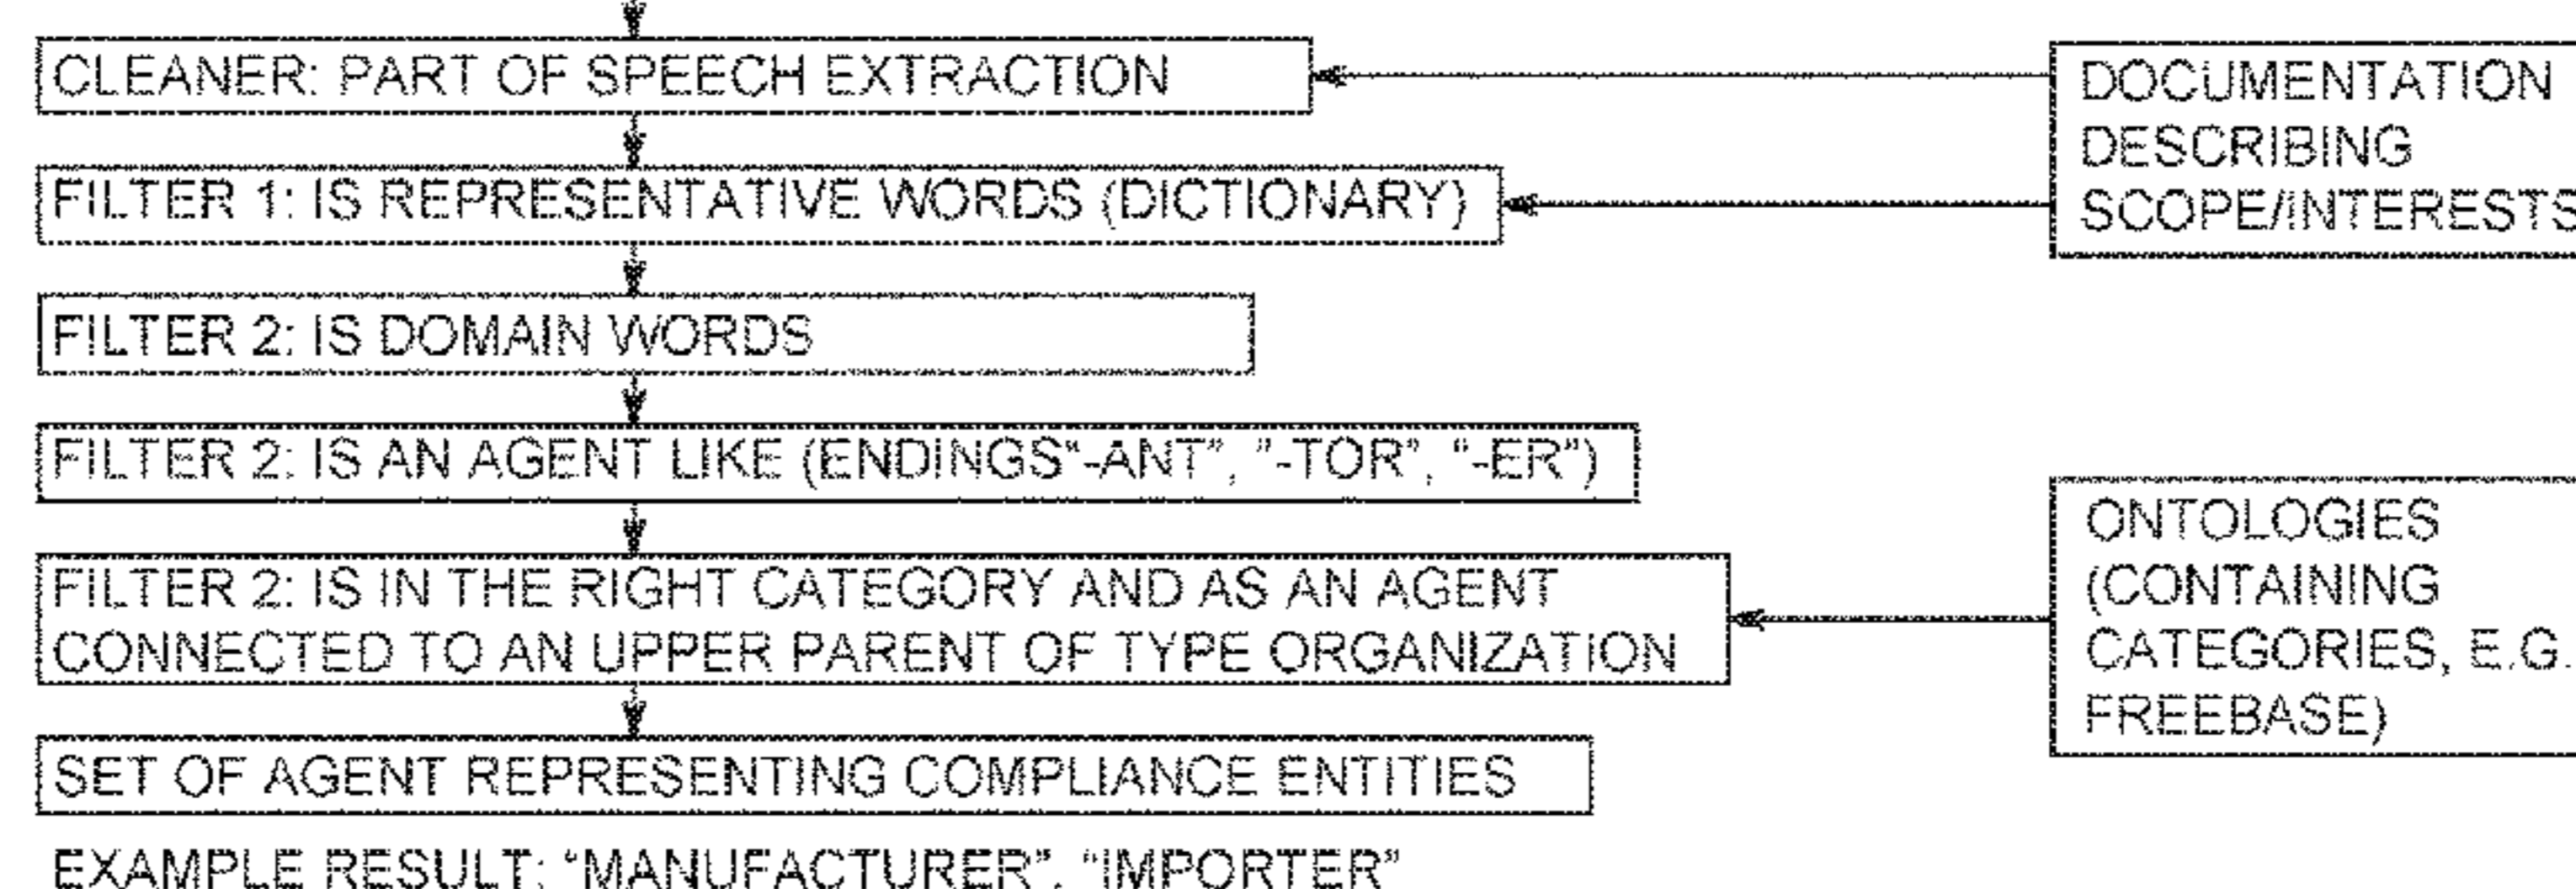 CLEANER: PART OF SPEECH EXTRACTION
FILTER 1: IS REPRESENTATIVE WORDS (DICTIONARY)
FILTER 2: IS DOMAIN WORDS
FILTER 2: IS AN AGENT LIKE (ENDINGS“-ANT”, ”-TOR”, “-ER”)
FILTER 2: IS IN THE RIGHT CATEGORY AND AS AN AGENT
CONNECTED TO AN UPPER PARENT OF TYPE ORGANIZATION
SET OF AGENT REPRESENTING COMPLIANCE ENTITIES
EXAMPLE RESULT: “MANUFACTURER”, “IMPORTER”
DOCUMENTATION
DESCRIBING
SCOPE/INTERESTS
ONTOLOGIES
(CONTAINING
CATEGORIES, E.G.
FREEBASE)